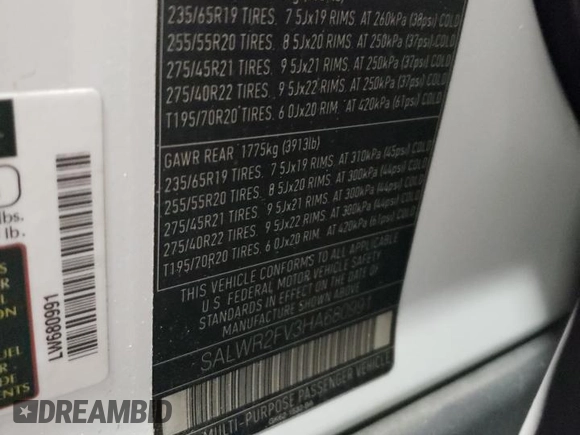 235/65R19 TIRES. 7 5Jx19 RIMS. AT 260kPa (38psi) COLD
255/55R20 TIRES. 8 5Jx20 RIMS. AT 250kPa (37psi) COLD
275/45R21 TIRES. 9 5Jx21 RIMS. AT 250kPa (37psi) COLD
275/40R22 TIRES. 9 5Jx22 RIMS. AT 250kPa (37psi) COLD
T195/70R20 TIRES. 6 0Jx20 RIM. AT 420kPa (61psi) COLD
GAWR REAR 1775kg (3913lb)
235/65R19 TIRES. 7 5Jx19 RIMS. AT 310kPa (45psi) COLD
255/55R20 TIRES. 8 5Jx20 RIMS. AT 300kPa (44psi) COLD
275/45R21 TIRES. 9 5Jx21 RIMS. AT 300kPa (44psi) COLD
275/40R22 TIRES. 9 5Jx22 RIMS. AT 300kPa (44psi) COLD
T195/70R20 TIRES. 6 0Jx20 RIM. AT 420kPa (61psi) COLD
THIS VEHICLE CONFORMS TO ALL APPLICABLE
U S FEDERAL MOTOR VEHICLE SAFETY
STANDARDS IN EFFECT ON THE DATE OF
MANUFACTURE SHOWN ABOVE
SALWR2FV3HA680991
MULTI-PURPOSE PASSENGER VEHICLE
lbs.
lb.
LW680991
DREAMBID